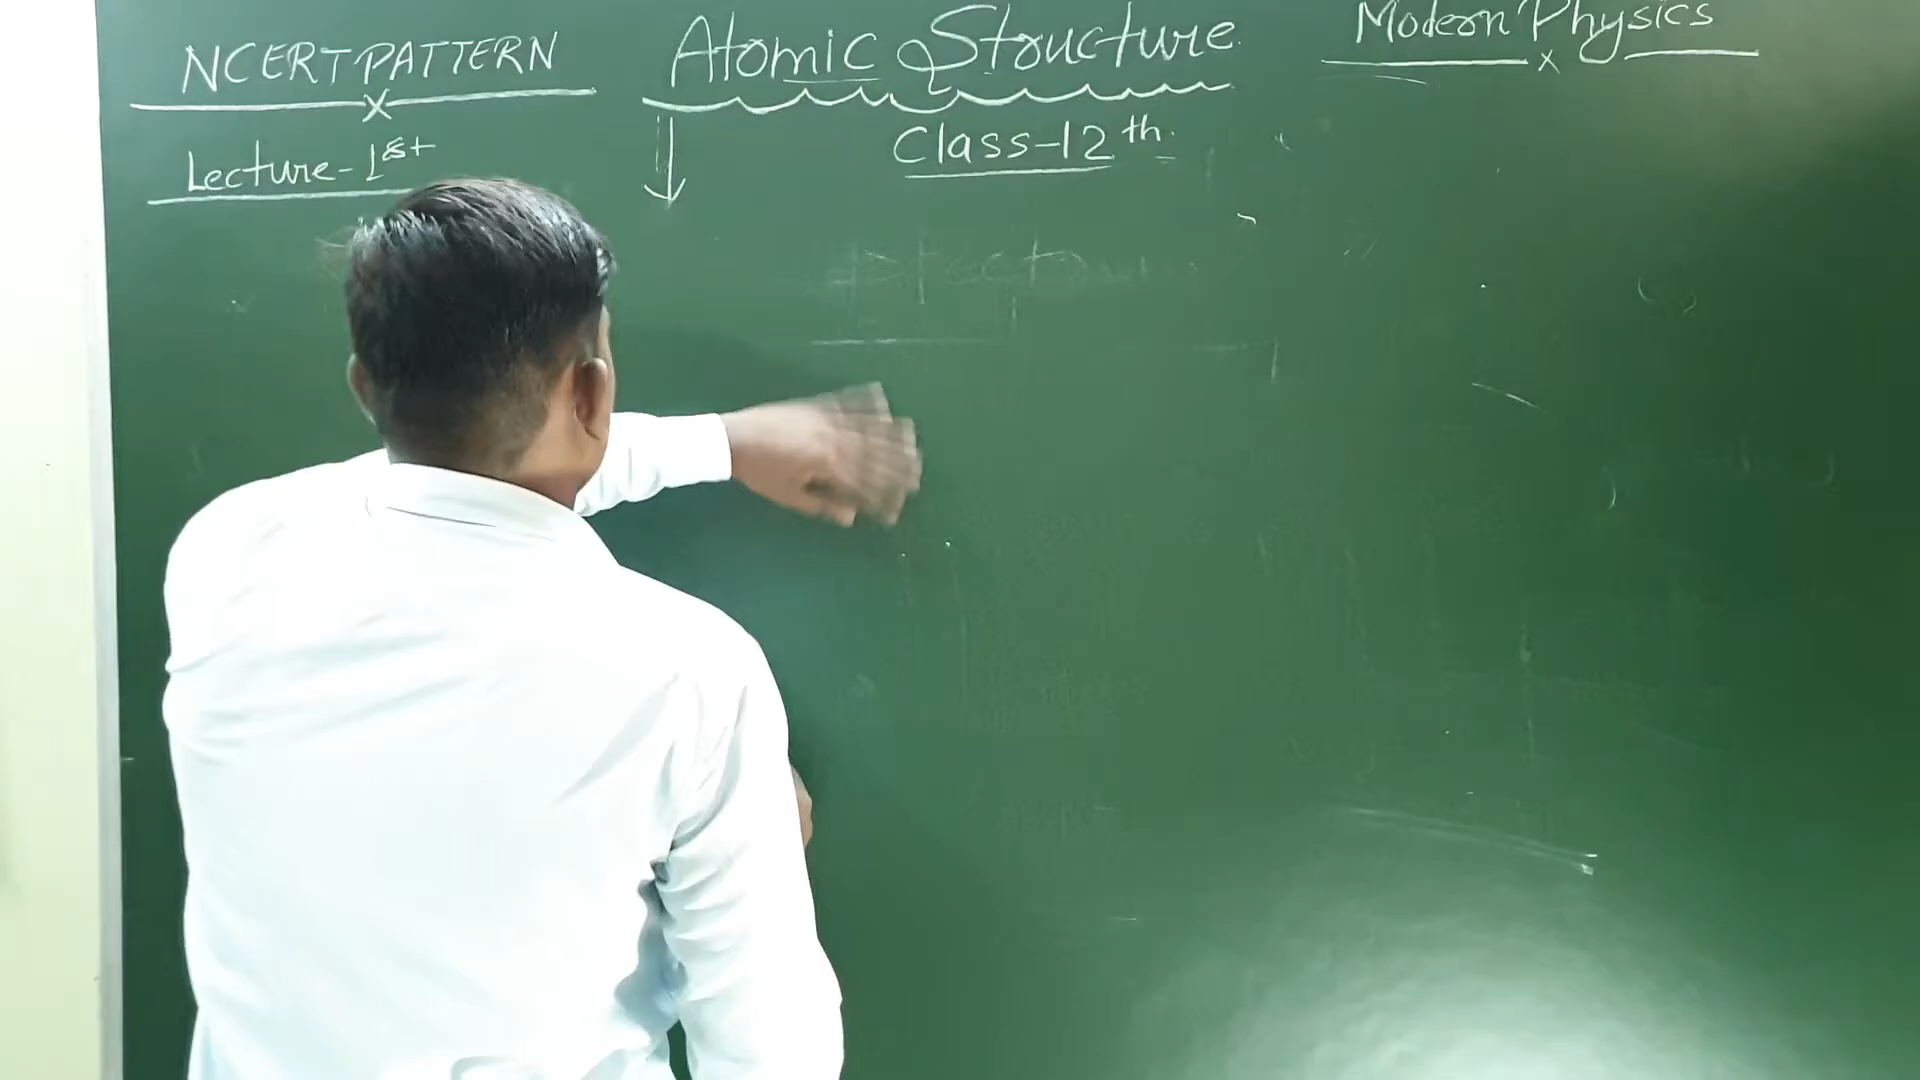 NCERT PATTERN
Atomic Structure
Modern Physics
Lecture-1st
Class-12th